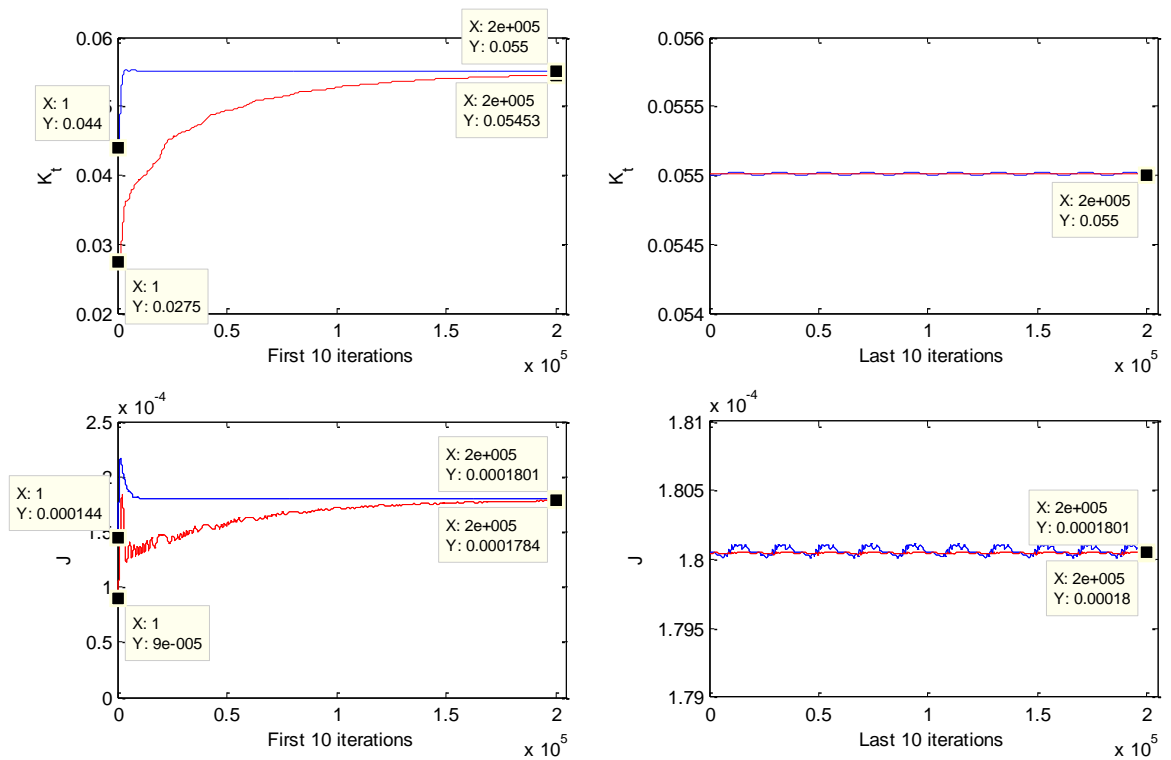 X: 2e+005
Y: 0.055
X: 1
Y: 0.044
X: 2e+005
Y: 0.05453
X: 1
Y: 0.0275
0.06
0.04
0.03
0.02
K_t
0 0.5 1 1.5 2
First 10 iterations
x 10^5
0.056
0.0555
0.055
0.0545
0.054
K_t
X: 2e+005
Y: 0.055
0 0.5 1 1.5 2
Last 10 iterations
x 10^5
x 10^-4
2.5
1
0.5
0
J
X: 1
Y: 0.000144
X: 2e+005
Y: 0.0001801
X: 2e+005
Y: 0.0001784
X: 1
Y: 9e-005
0 0.5 1 1.5 2
First 10 iterations
x 10^5
x 10^-4
1.81
1.805
1.8
1.795
1.79
J
X: 2e+005
Y: 0.0001801
X: 2e+005
Y: 0.00018
0 0.5 1 1.5 2
Last 10 iterations
x 10^5